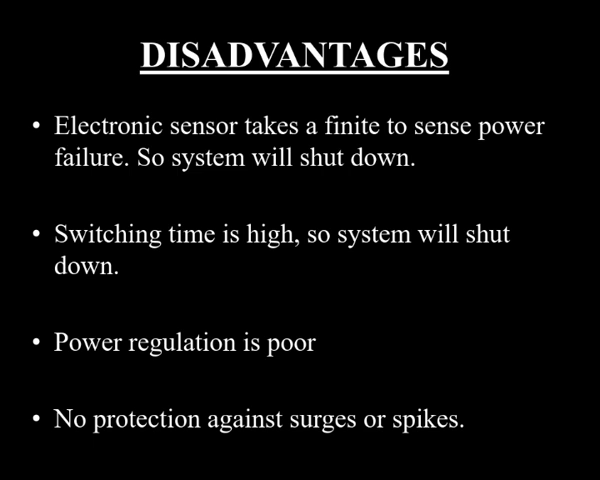 DISADVANTAGES
• Electronic sensor takes a finite to sense power
failure. So system will shut down.
• Switching time is high, so system will shut
down.
• Power regulation is poor
• No protection against surges or spikes.